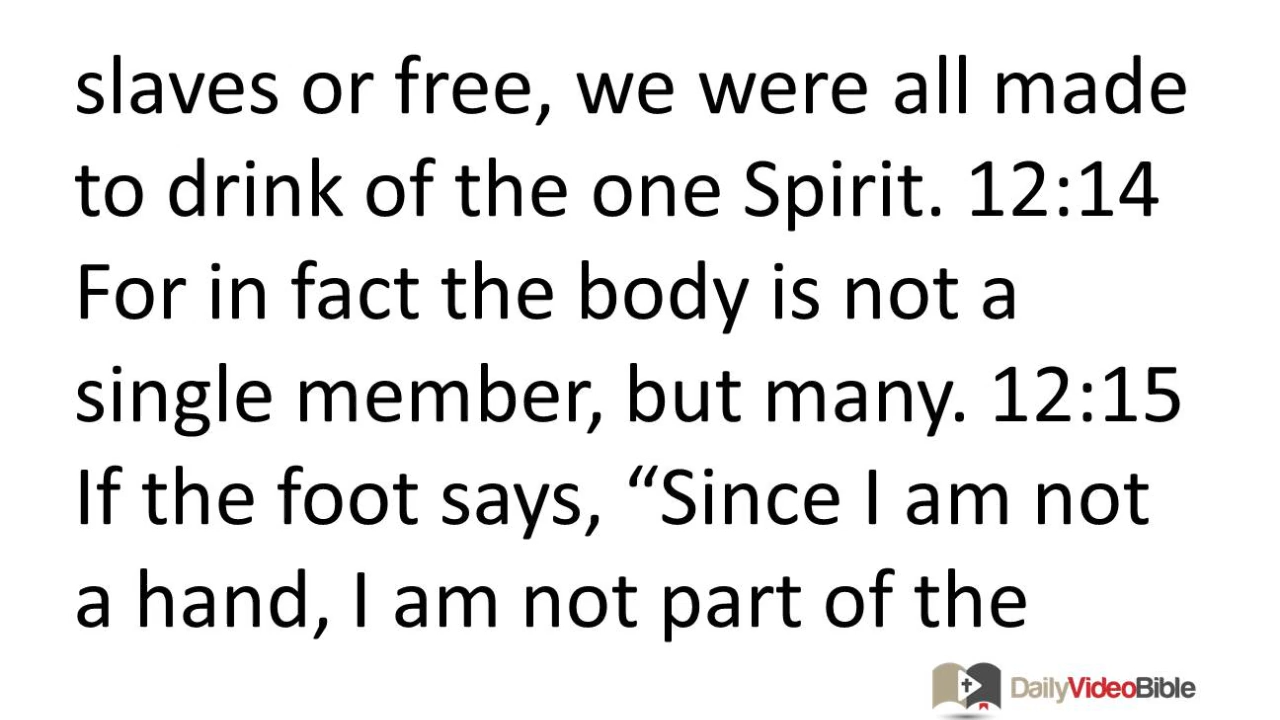 slaves or free, we were all made
to drink of the one Spirit. 12:14
For in fact the body is not a
single member, but many. 12:15
If the foot says, “Since I am not
a hand, I am not part of the
DailyVideoBible